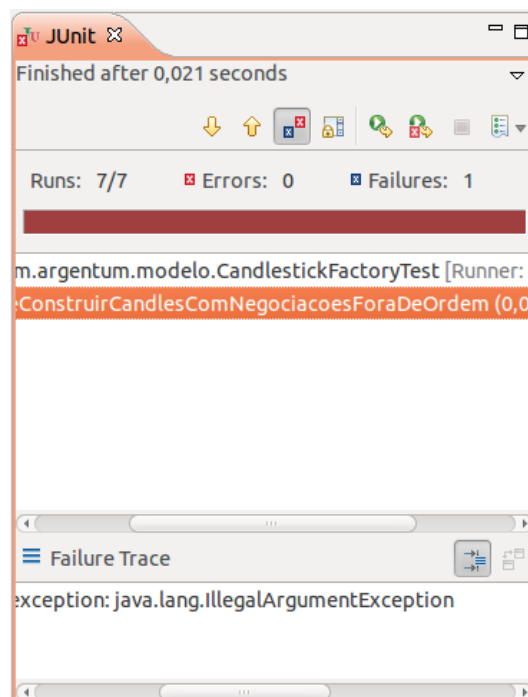 JUnit
Finished after 0,021 seconds
Runs: 7/7 Errors: 0 Failures: 1
m.argentum.modelo.CandlestickFactoryTest [Runner:
eConstruirCandlesComNegociacoesForaDeOrdem (0,0
Failure Trace
exception: java.lang.IllegalArgumentException